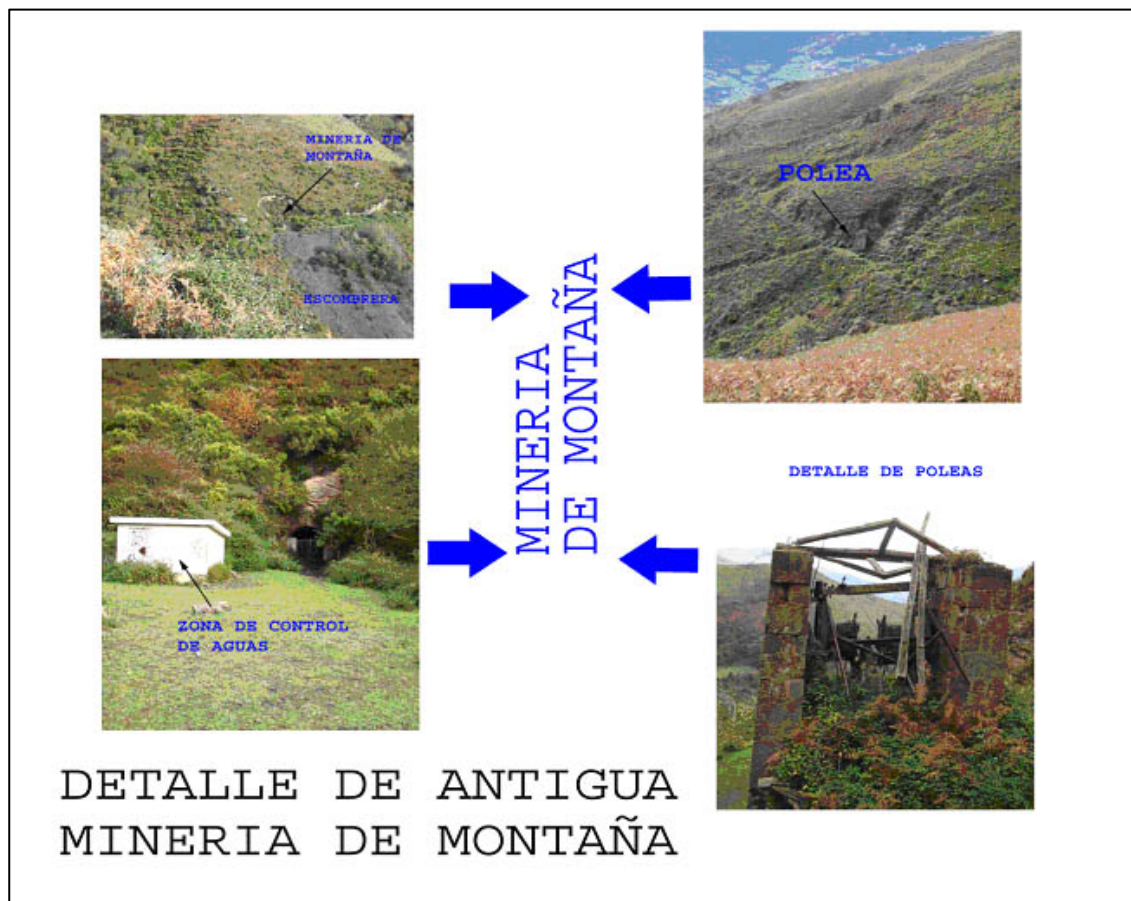 MINERIA DE
MONTAÑA
ESCOMBRERA
POLEA
MINERIA
DE MONTAÑA
ZONA DE CONTROL
DE AGUAS
DETALLE DE POLEAS
DETALLE DE ANTIGUA
MINERIA DE MONTAÑA